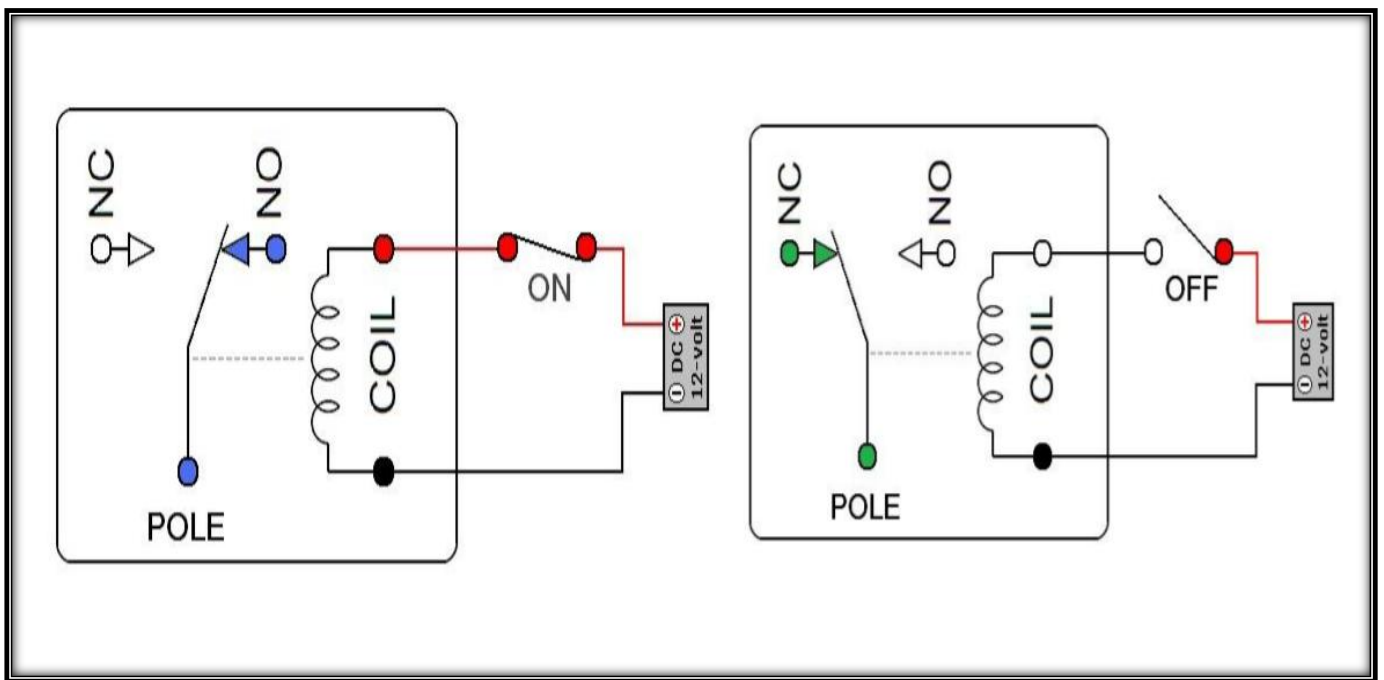 NC
NO
COIL
POLE
ON
DC
12-volt
NC
NO
COIL
POLE
OFF
DC
12-volt